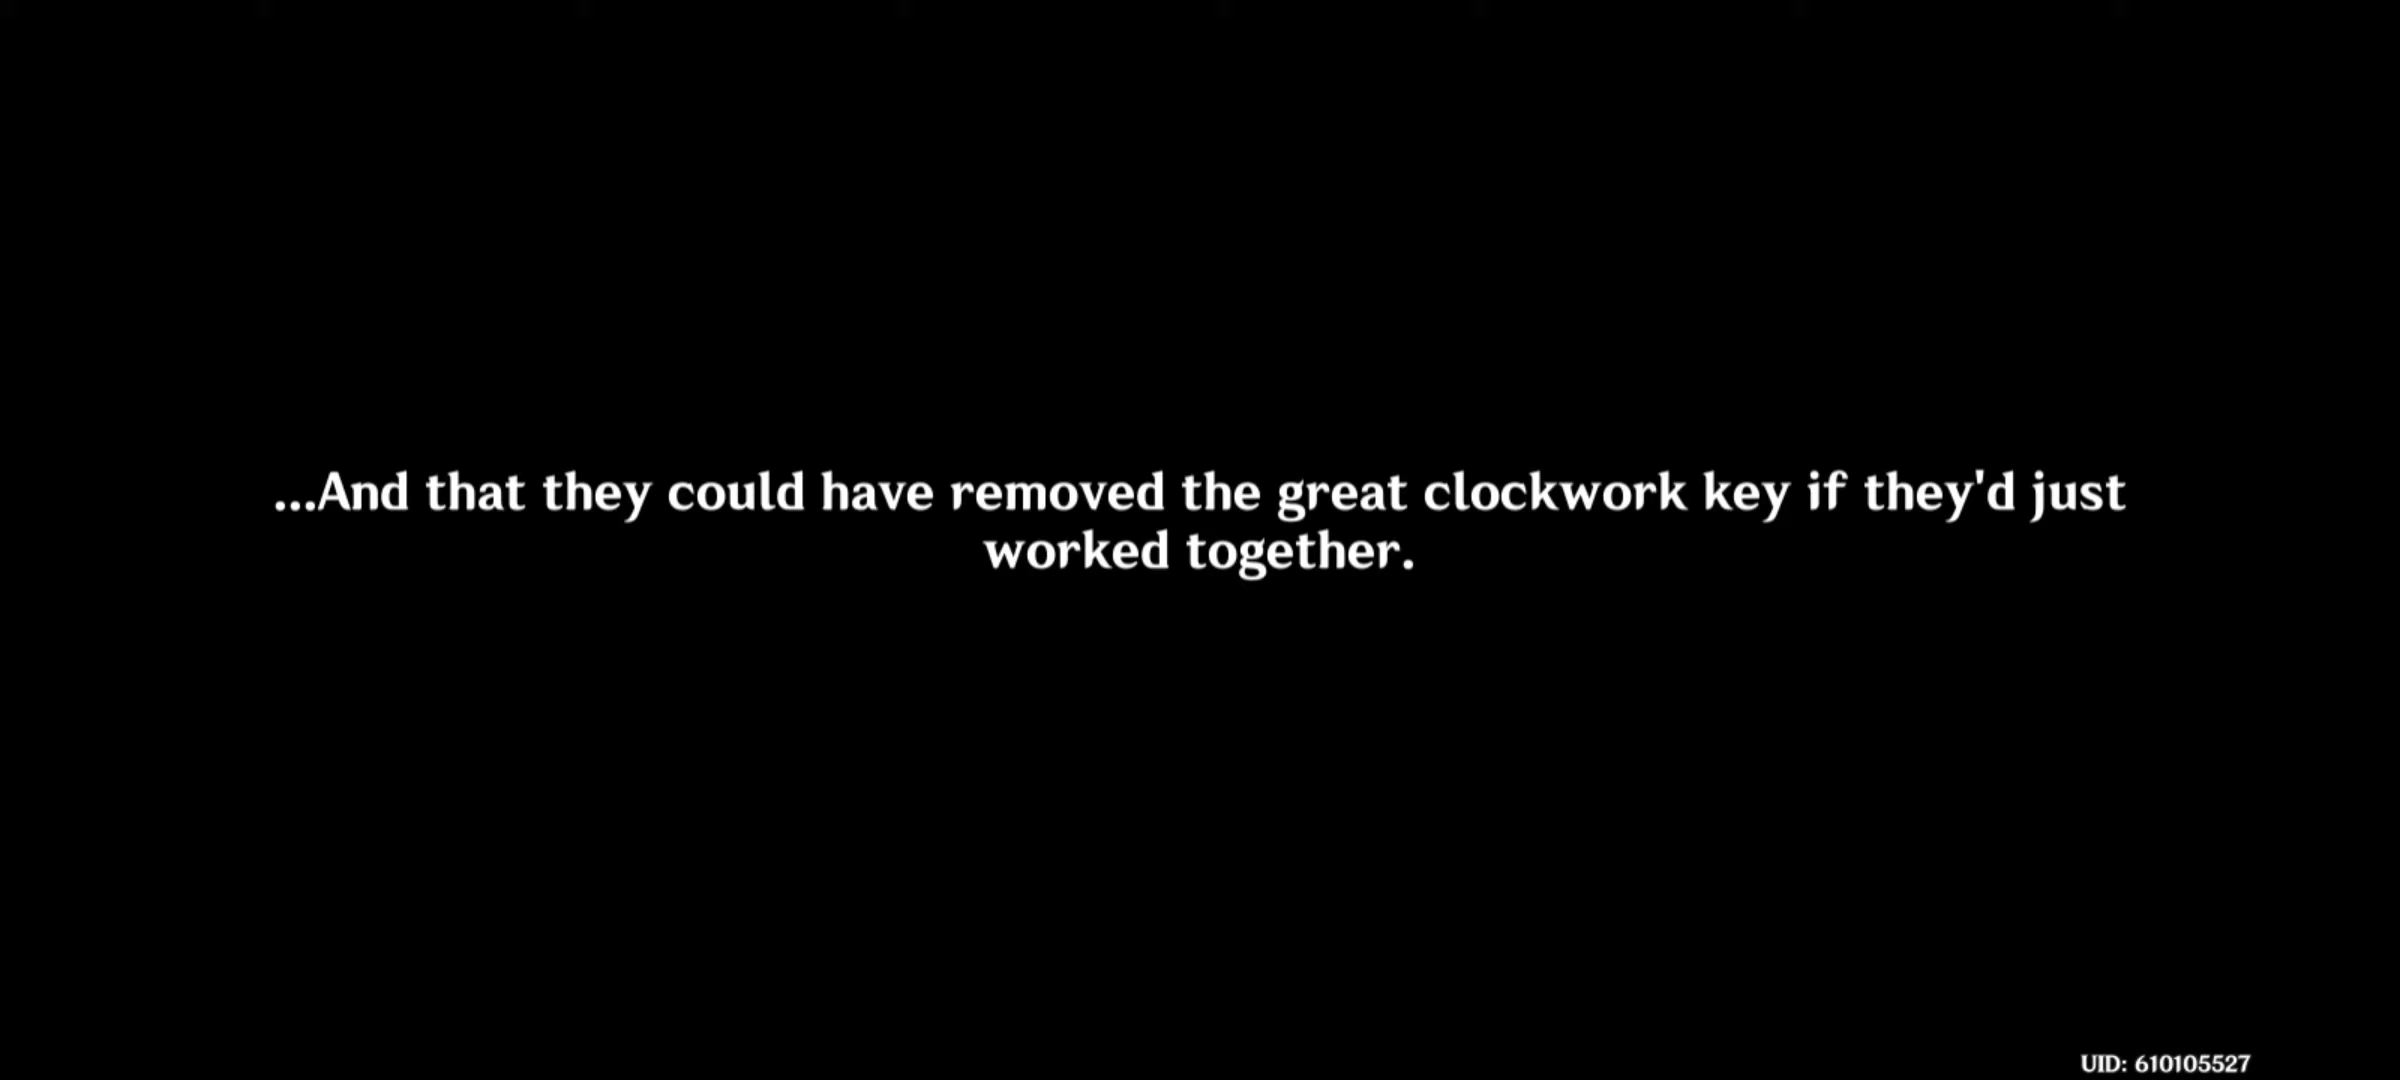 ...And that they could have removed the great clockwork key if they'd just
worked together.
UID: 610105527